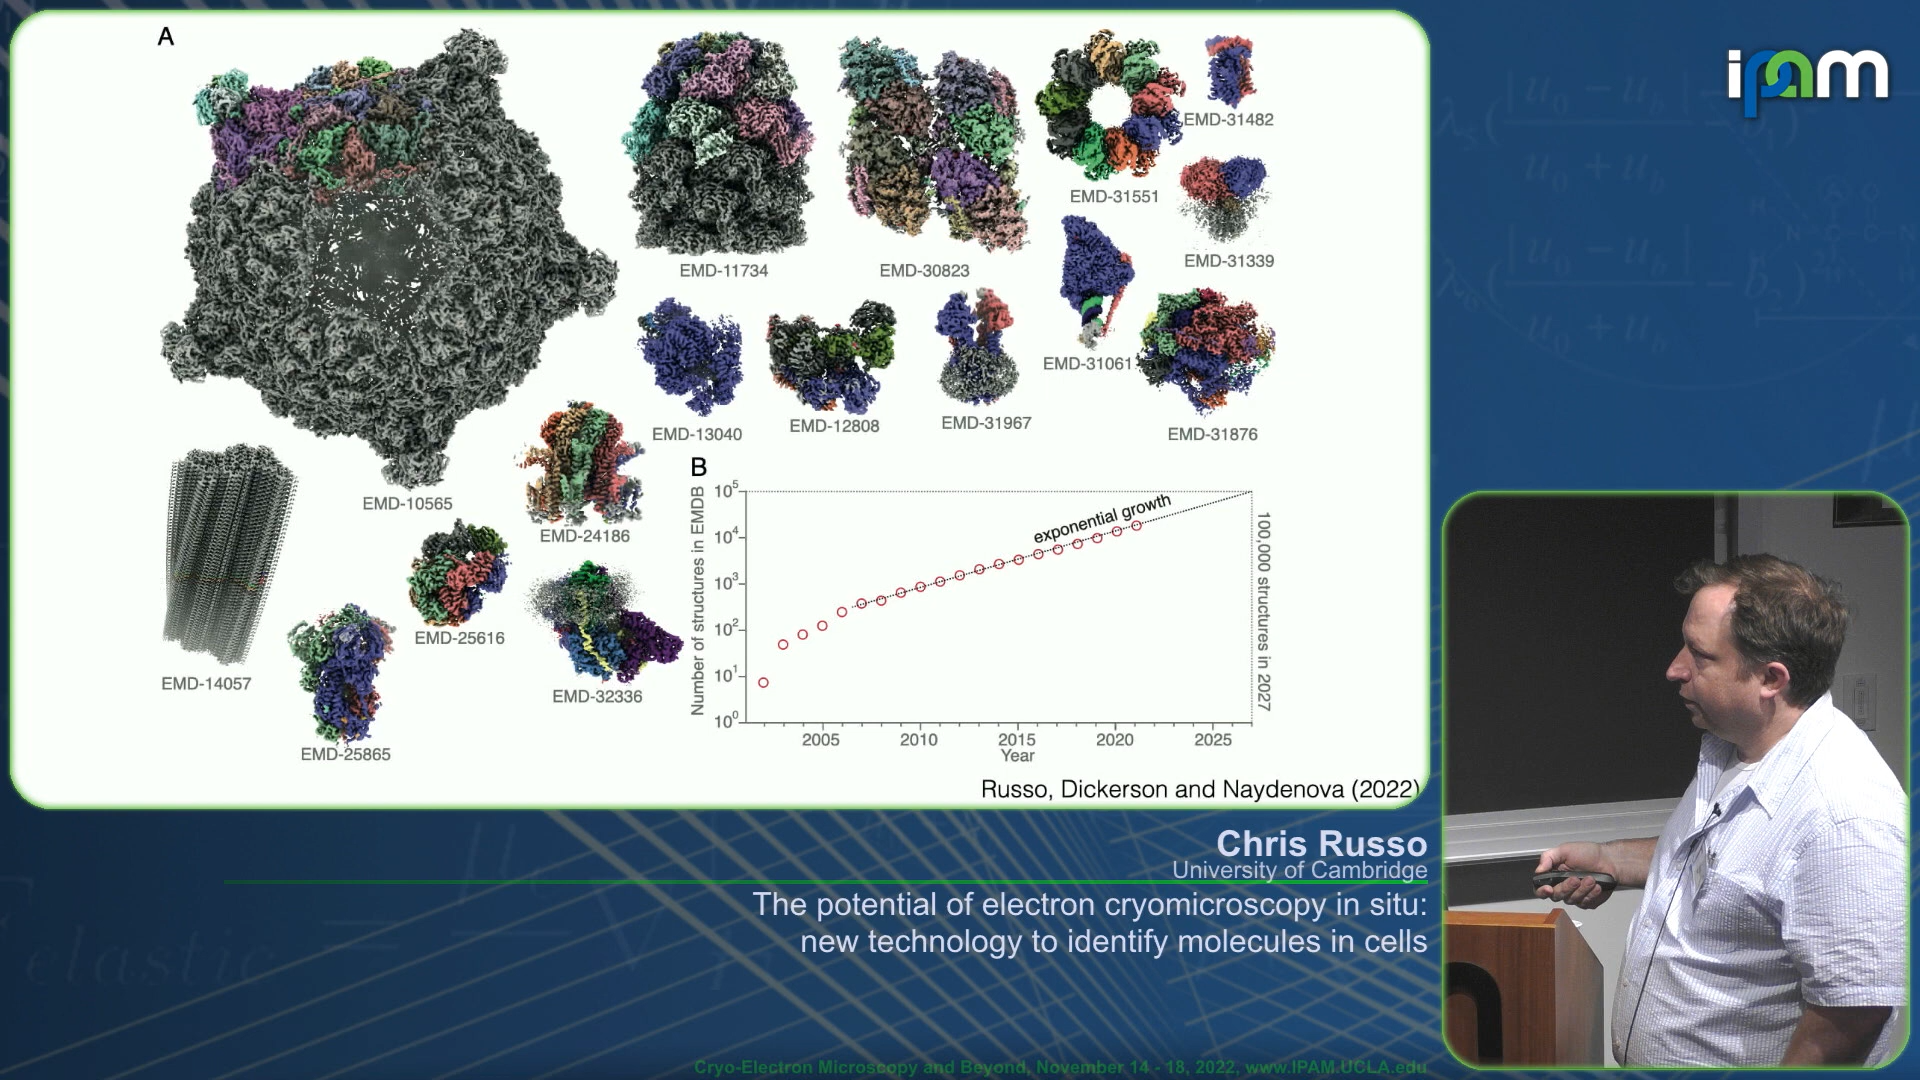 A
ipam
EMD-31482
EMD-31551
EMD-31339
EMD-11734
EMD-30823
EMD-31061
EMD-13040
EMD-12808
EMD-31967
EMD-31876
EMD-10565
EMD-24186
EMD-14057
EMD-25616
EMD-32336
EMD-25865
B
Number of structures in EMDB
10^5
10^4
10^3
10^2
10^1
10^0
exponential growth
100,000 structures in 2027
2005 2010 2015 2020 2025
Year
Russo, Dickerson and Naydenova (2022)
Chris Russo
University of Cambridge
The potential of electron cryomicroscopy in situ:
new technology to identify molecules in cells
elastic
Cryo-Electron Microscopy and Beyond, November 14 - 18, 2022, www.IPAM.UCLA.edu